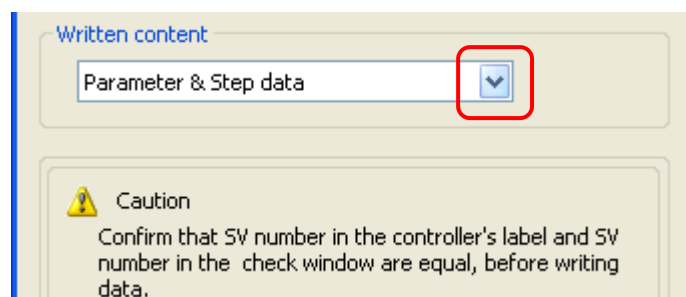 Written content
Parameter & Step data
Caution
Confirm that SV number in the controller's label and SV
number in the check window are equal, before writing
data.